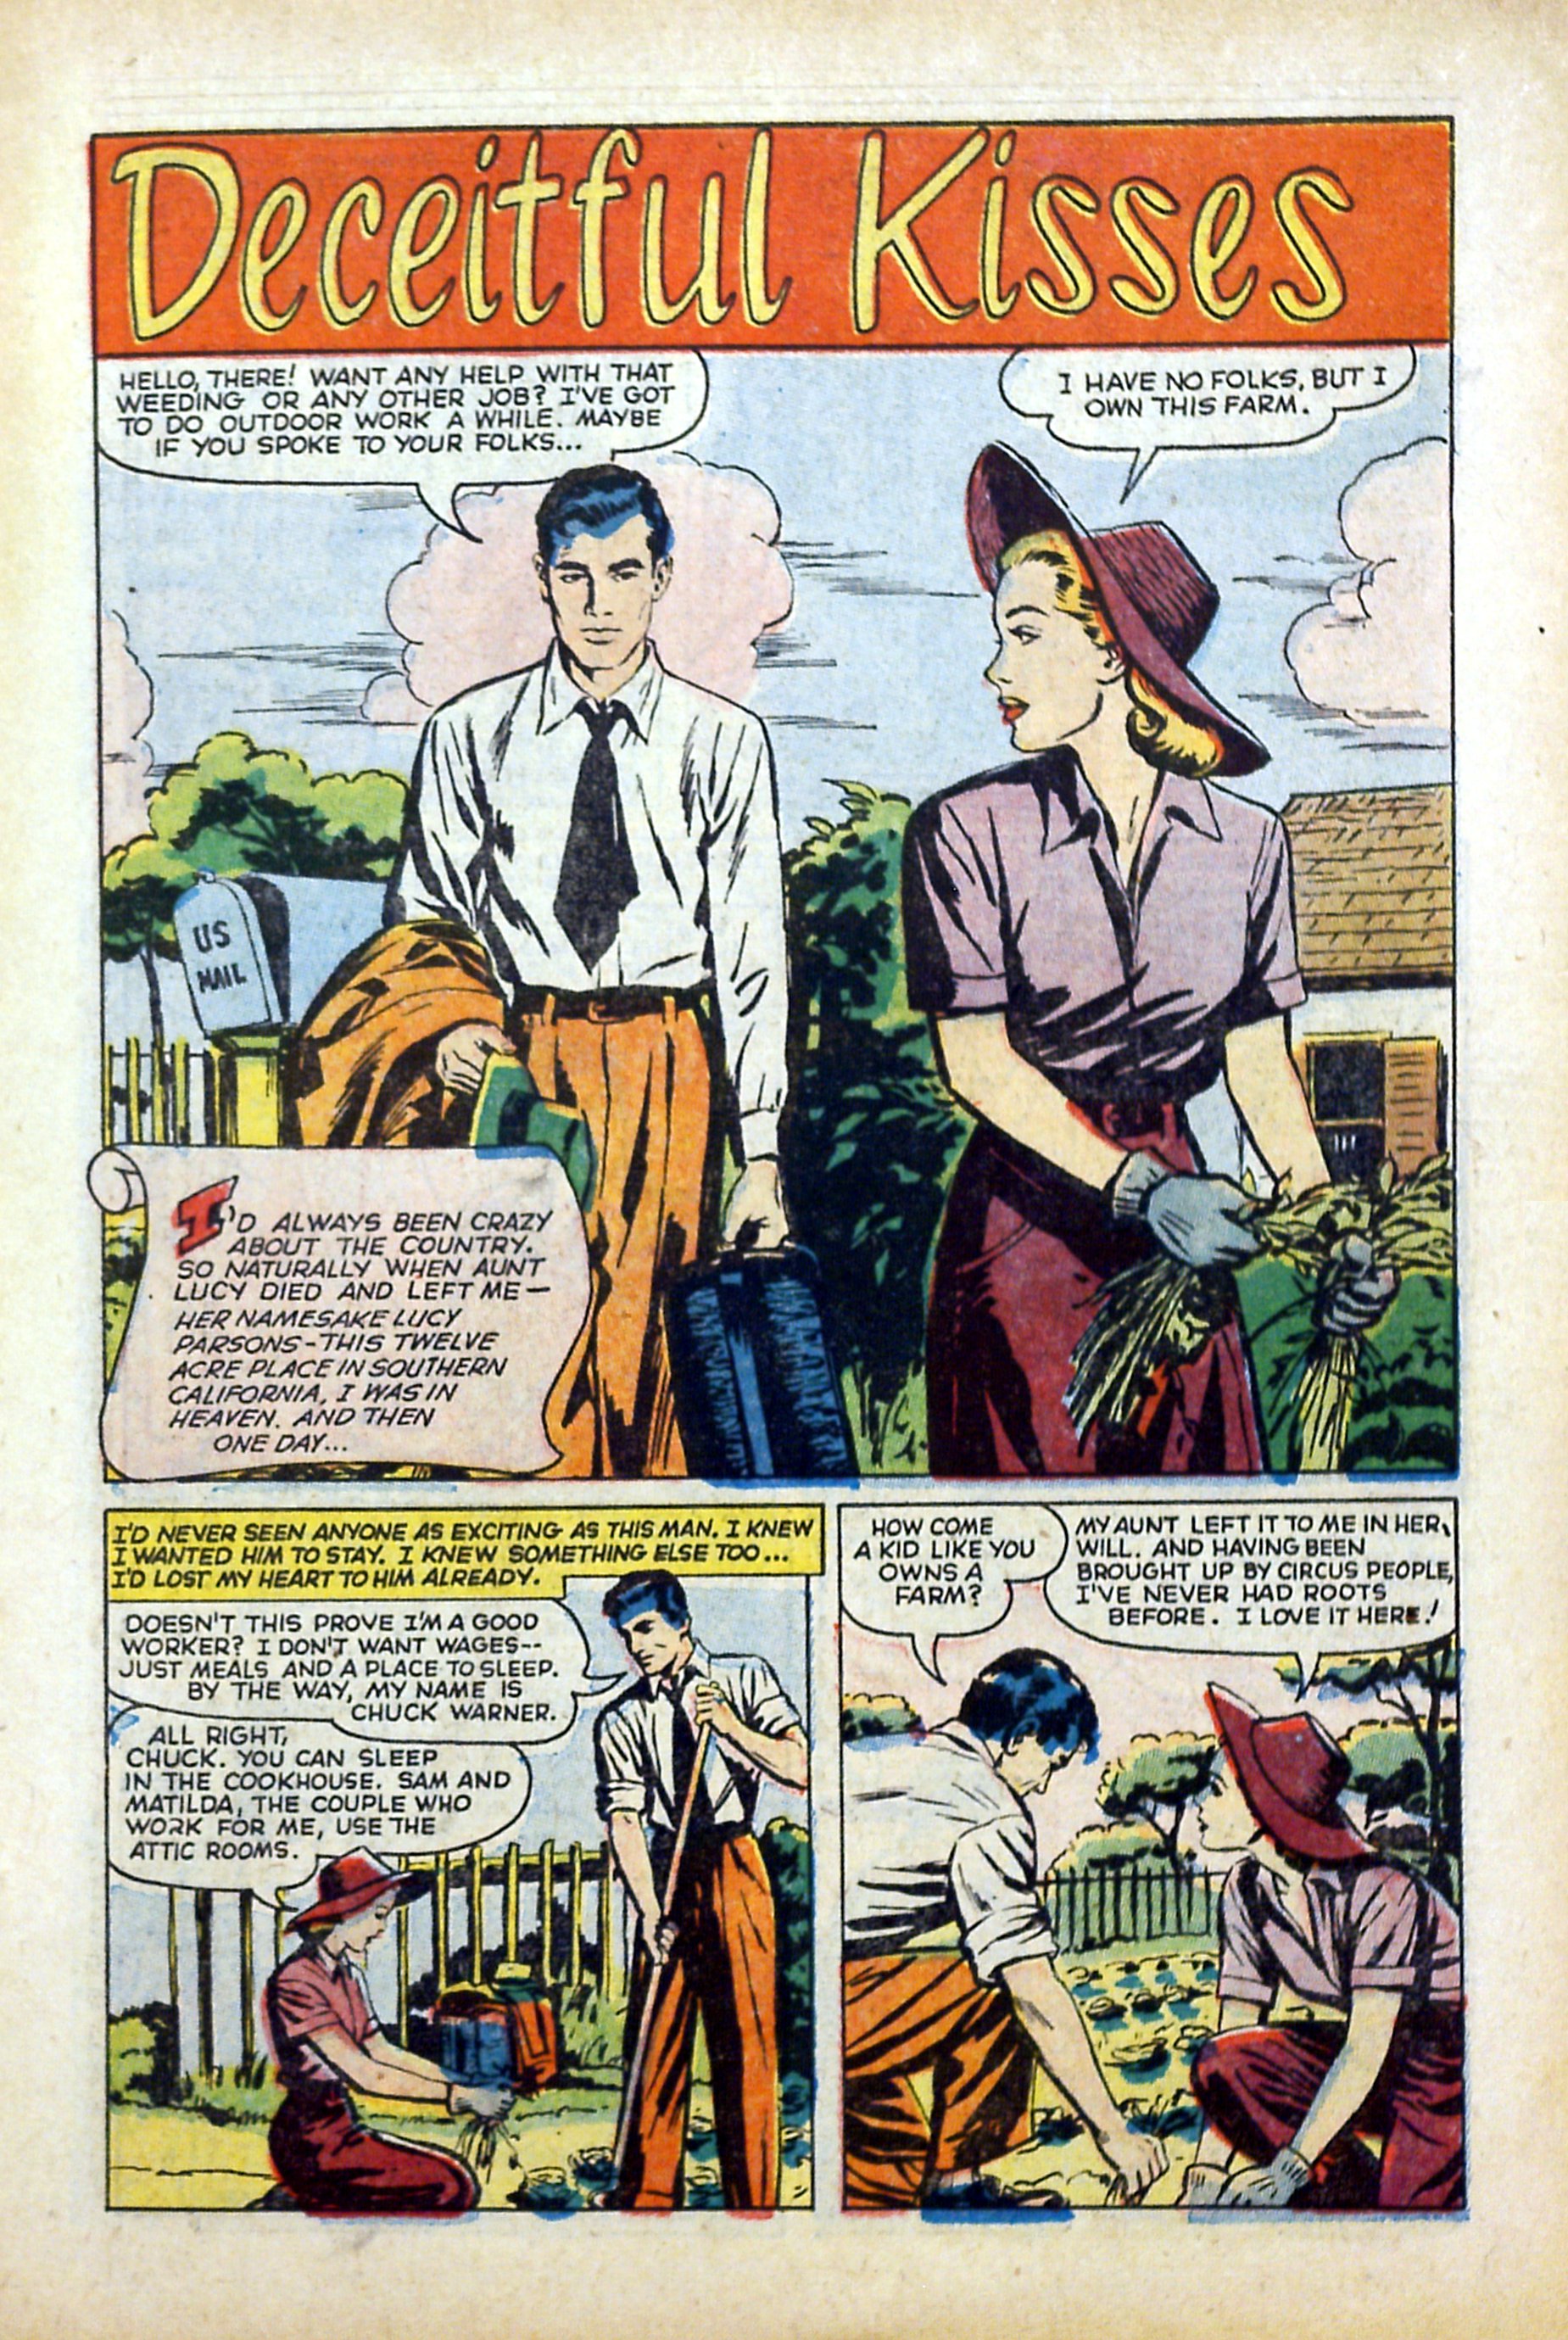 Deceitful Kisses
HELLO, THERE! WANT ANY HELP WITH THAT
WEEDING OR ANY OTHER JOB? I'VE GOT
TO DO OUTDOOR WORK A WHILE. MAYBE
IF YOU SPOKE TO YOUR FOLKS...
I HAVE NO FOLKS, BUT I
OWN THIS FARM.
US
MAIL
I'D ALWAYS BEEN CRAZY
ABOUT THE COUNTRY.
SO NATURALLY WHEN AUNT
LUCY DIED AND LEFT ME—
HER NAMESAKE LUCY
PARSONS-THIS TWELVE
ACRE PLACE IN SOUTHERN
CALIFORNIA, I WAS IN
HEAVEN. AND THEN
ONE DAY...
I'D NEVER SEEN ANYONE AS EXCITING AS THIS MAN. I KNEW
I WANTED HIM TO STAY. I KNEW SOMETHING ELSE TOO...
I'D LOST MY HEART TO HIM ALREADY.
DOESN'T THIS PROVE I'M A GOOD
WORKER? I DON'T WANT WAGES--
JUST MEALS AND A PLACE TO SLEEP.
BY THE WAY, MY NAME IS
CHUCK WARNER.
ALL RIGHT,
CHUCK. YOU CAN SLEEP
IN THE COOKHOUSE. SAM AND
MATILDA, THE COUPLE WHO
WORK FOR ME, USE THE
ATTIC ROOMS.
HOW COME
A KID LIKE YOU
OWNS A
FARM?
MY AUNT LEFT IT TO ME IN HER
WILL. AND HAVING BEEN
BROUGHT UP BY CIRCUS PEOPLE,
I'VE NEVER HAD ROOTS
BEFORE. I LOVE IT HERE!